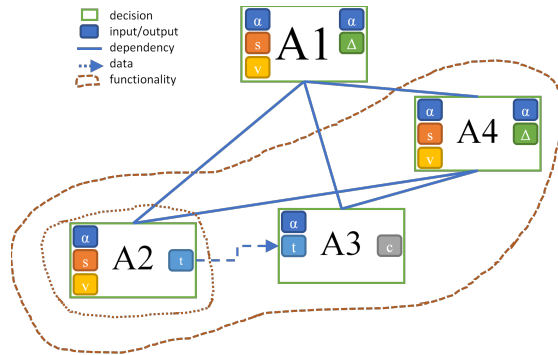 decision
α input/output
dependency
data
functionality
α A1 α
s Δ
v
α A4 α
s Δ
v
α A2 t
s
v
α A3 c
t